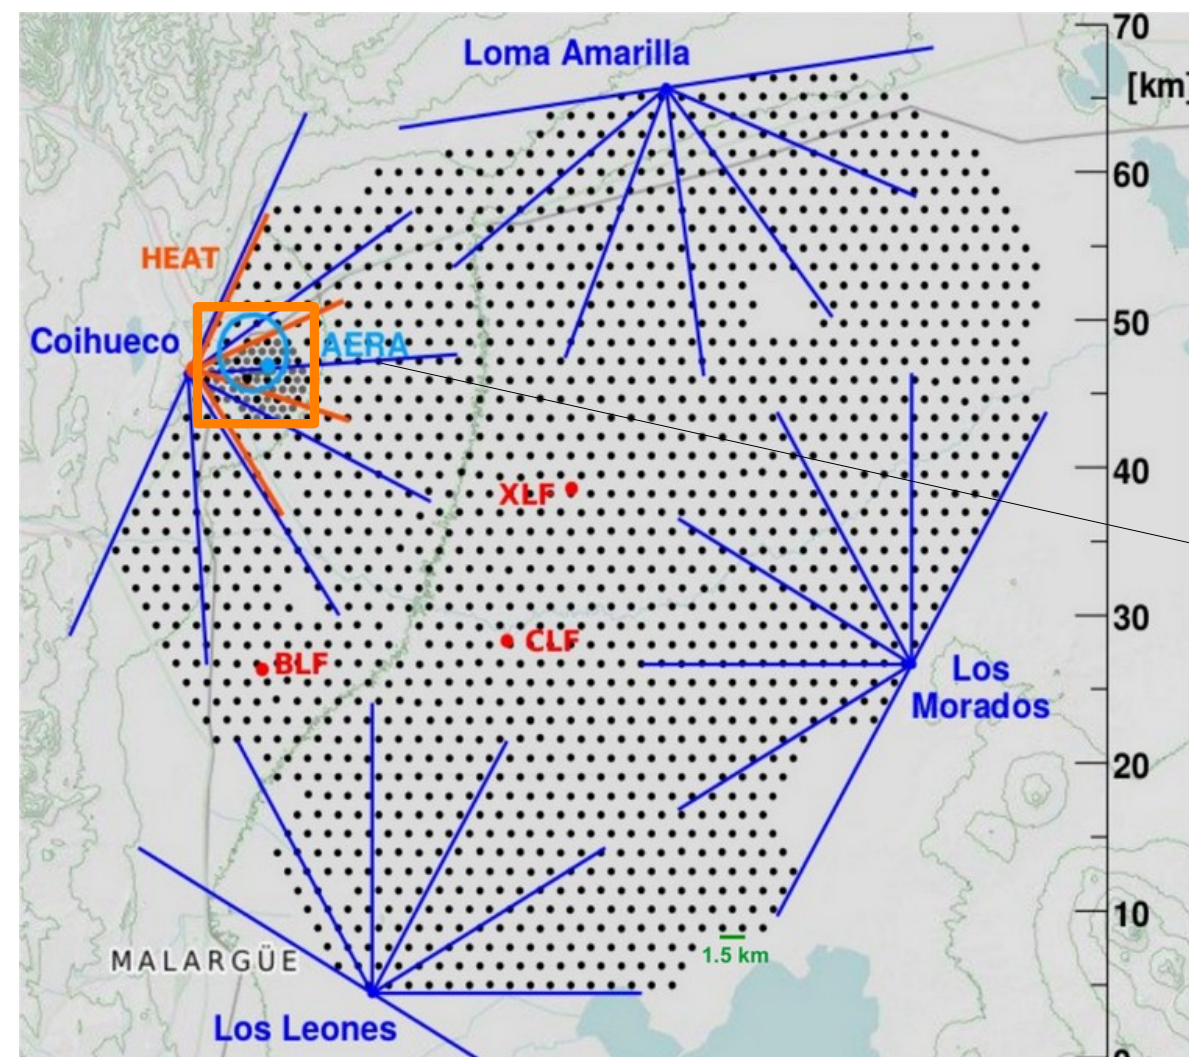 Loma Amarilla
70
[km]
60
HEAT
50
Coihueco
AERA
40
XLF
30
CLF
BLF
Los
Morados
20
10
1.5 km
MALARGÜE
Los Leones